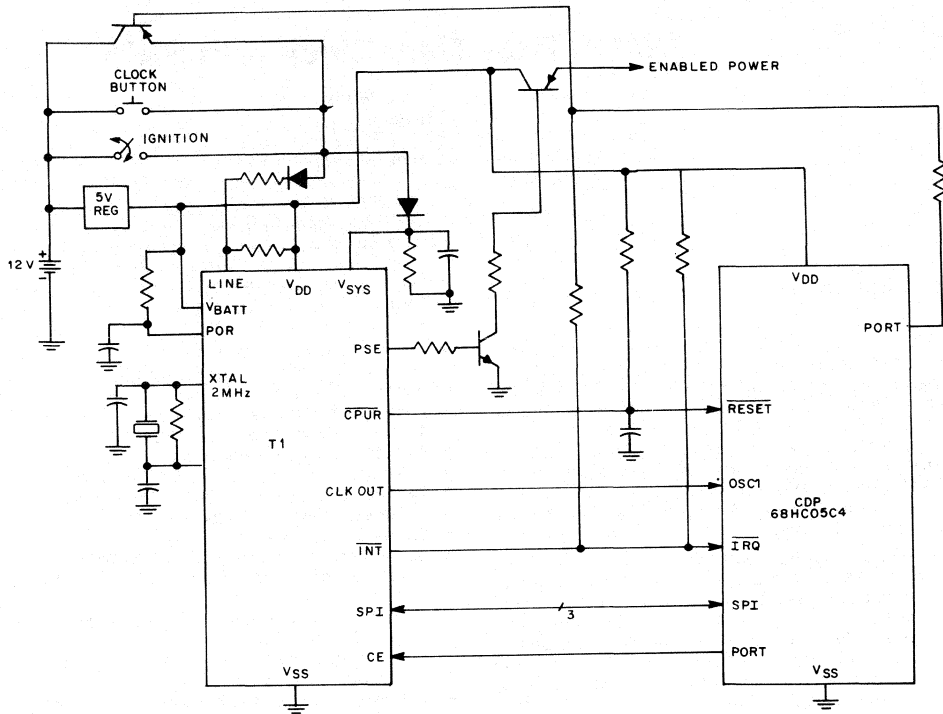 CLOCK
BUTTON
ENABLED POWER
IGNITION
5V
REG
+
12V
-
LINE
VDD
VSYS
VBATT
POR
PSE
XTAL
2MHz
CPUR
T1
CLK OUT
INT
SPI
3
CE
VSS
VDD
PORT
RESET
OSC1
CDP
68HC05C4
IRQ
SPI
PORT
VSS